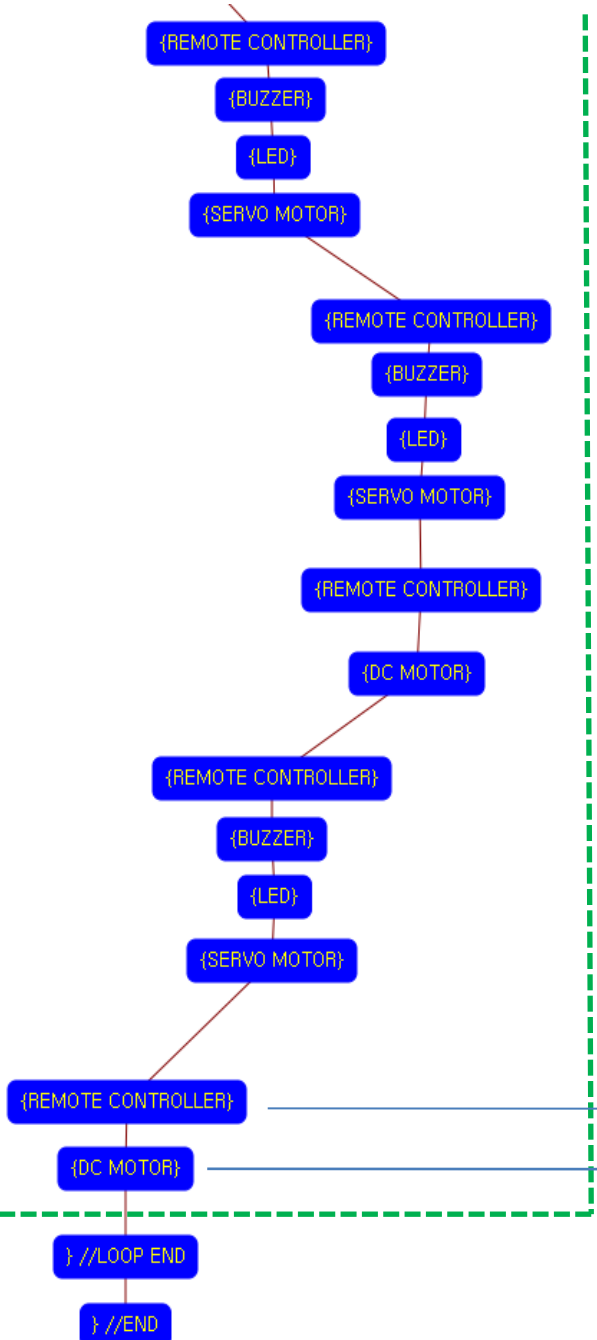 {REMOTE CONTROLLER}
{BUZZER}
{LED}
{SERVO MOTOR}
{REMOTE CONTROLLER}
{BUZZER}
{LED}
{SERVO MOTOR}
{REMOTE CONTROLLER}
{DC MOTOR}
{REMOTE CONTROLLER}
{BUZZER}
{LED}
{SERVO MOTOR}
{REMOTE CONTROLLER}
{DC MOTOR}
} //LOOP END
} //END